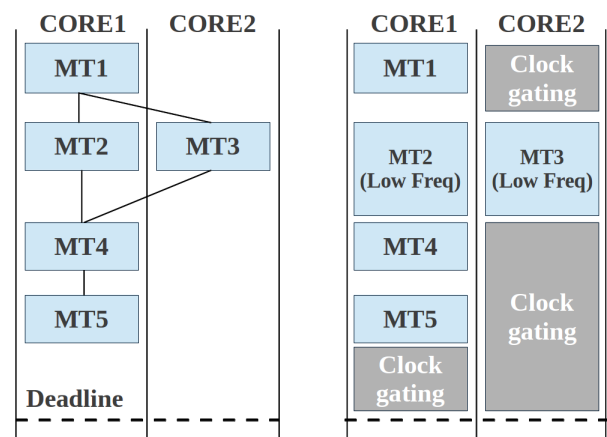 CORE1 CORE2
MT1
MT2 MT3
MT4
MT5
Deadline
CORE1 CORE2
MT1
Clock
gating
MT2
(Low Freq)
MT3
(Low Freq)
MT4
MT5
Clock
gating
Clock
gating